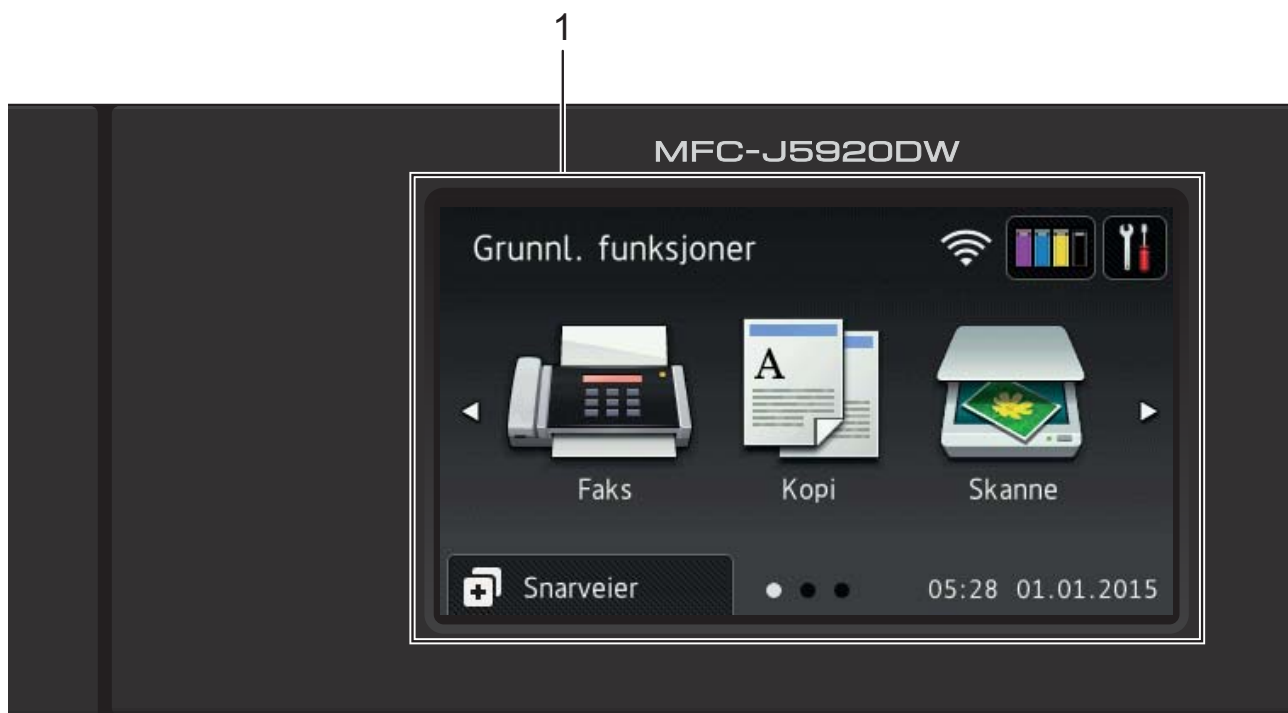 1
MFC-J5920DW
Grunnl. funksjoner
A
Faks Kopi Skanne
Snarveier 05:28 01.01.2015